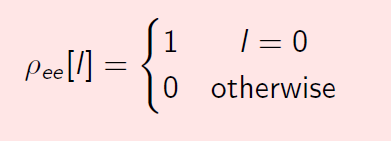 ρee[l] = { 1 l = 0
0 otherwise